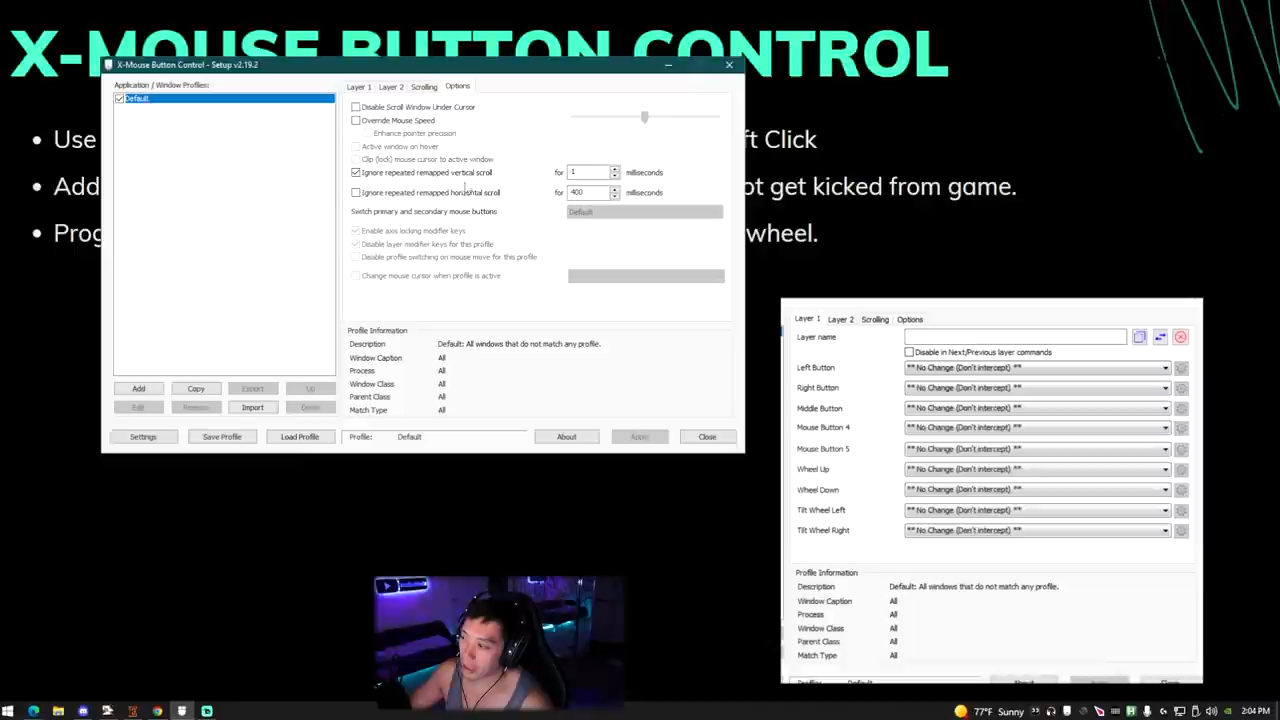 X-MOUSE BUTTON CONTROL
X-Mouse Button Control - Setup v2.19.2
Application / Window Profiles:
Default
Layer 1 Layer 2 Scrolling Options
Disable Scroll Window Under Cursor
Override Mouse Speed
Enhance pointer precision
Active window on hover
Clip (lock) mouse cursor to active window
Ignore repeated remapped vertical scroll for 1 milliseconds
Ignore repeated remapped horizontal scroll for 400 milliseconds
Switch primary and secondary mouse buttons Default
Enable axis locking modifier keys
Disable layer modifier keys for this profile
Disable profile switching on mouse move for this profile
Change mouse cursor when profile is active
Profile Information
Description Default: All windows that do not match any profile.
Window Caption All
Process All
Window Class All
Parent Class All
Match Type All
Add Copy Export Up
Edit Remove Import Down
Settings Save Profile Load Profile Profile: Default About Apply Close
Use
ft Click
Add
ot get kicked from game.
Prog
wheel.
Layer 1 Layer 2 Scrolling Options
Layer name
Disable in Next/Previous layer commands
Left Button ** No Change (Don't intercept) **
Right Button ** No Change (Don't intercept) **
Middle Button ** No Change (Don't intercept) **
Mouse Button 4 ** No Change (Don't intercept) **
Mouse Button 5 ** No Change (Don't intercept) **
Wheel Up ** No Change (Don't intercept) **
Wheel Down ** No Change (Don't intercept) **
Tilt Wheel Left ** No Change (Don't intercept) **
Tilt Wheel Right ** No Change (Don't intercept) **
Profile Information
Description Default: All windows that do not match any profile.
Window Caption All
Process All
Window Class All
Parent Class All
Match Type All
77°F Sunny
2:04 PM